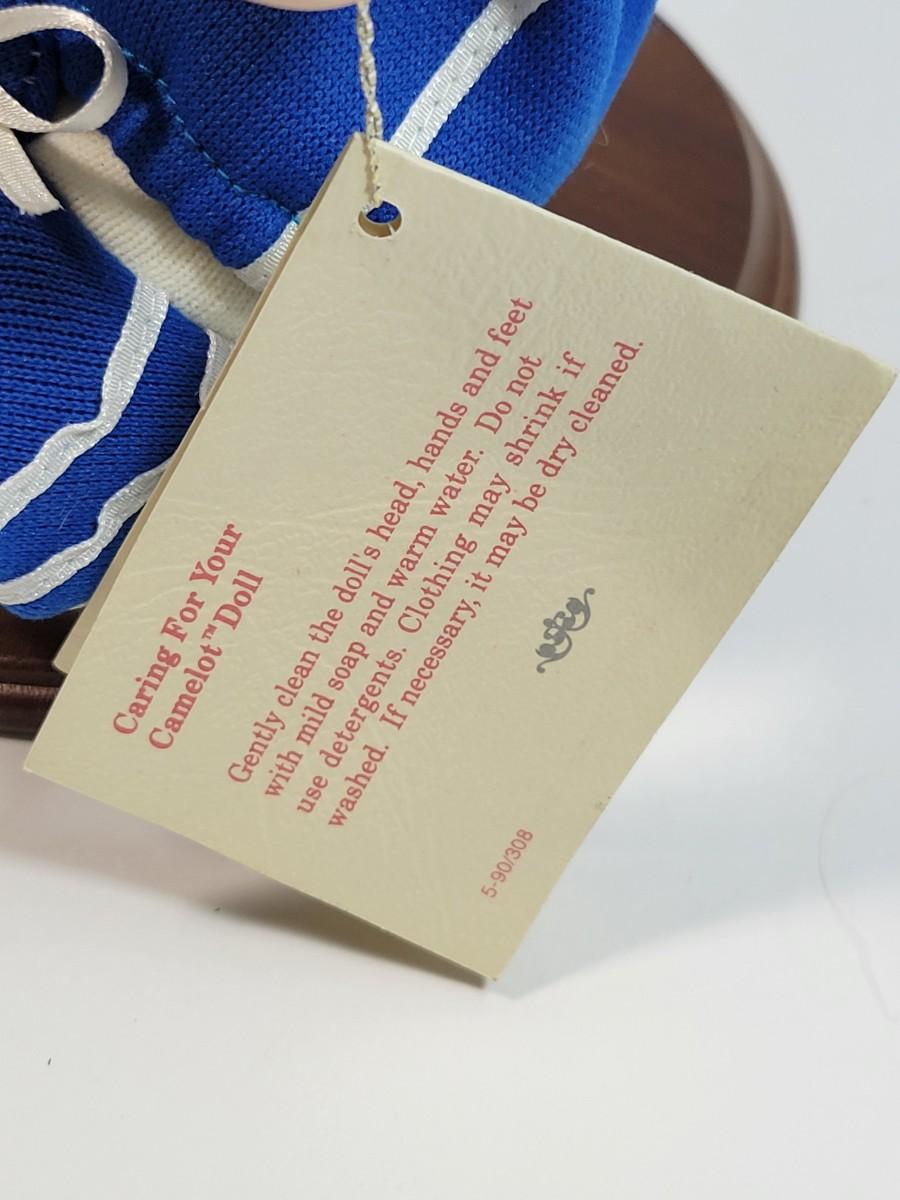 Caring For Your
Camelot™ Doll
Gently clean the doll's head, hands and feet
with mild soap and warm water. Do not
use detergents. Clothing may shrink if
washed. If necessary, it may be dry cleaned.
5-90/308